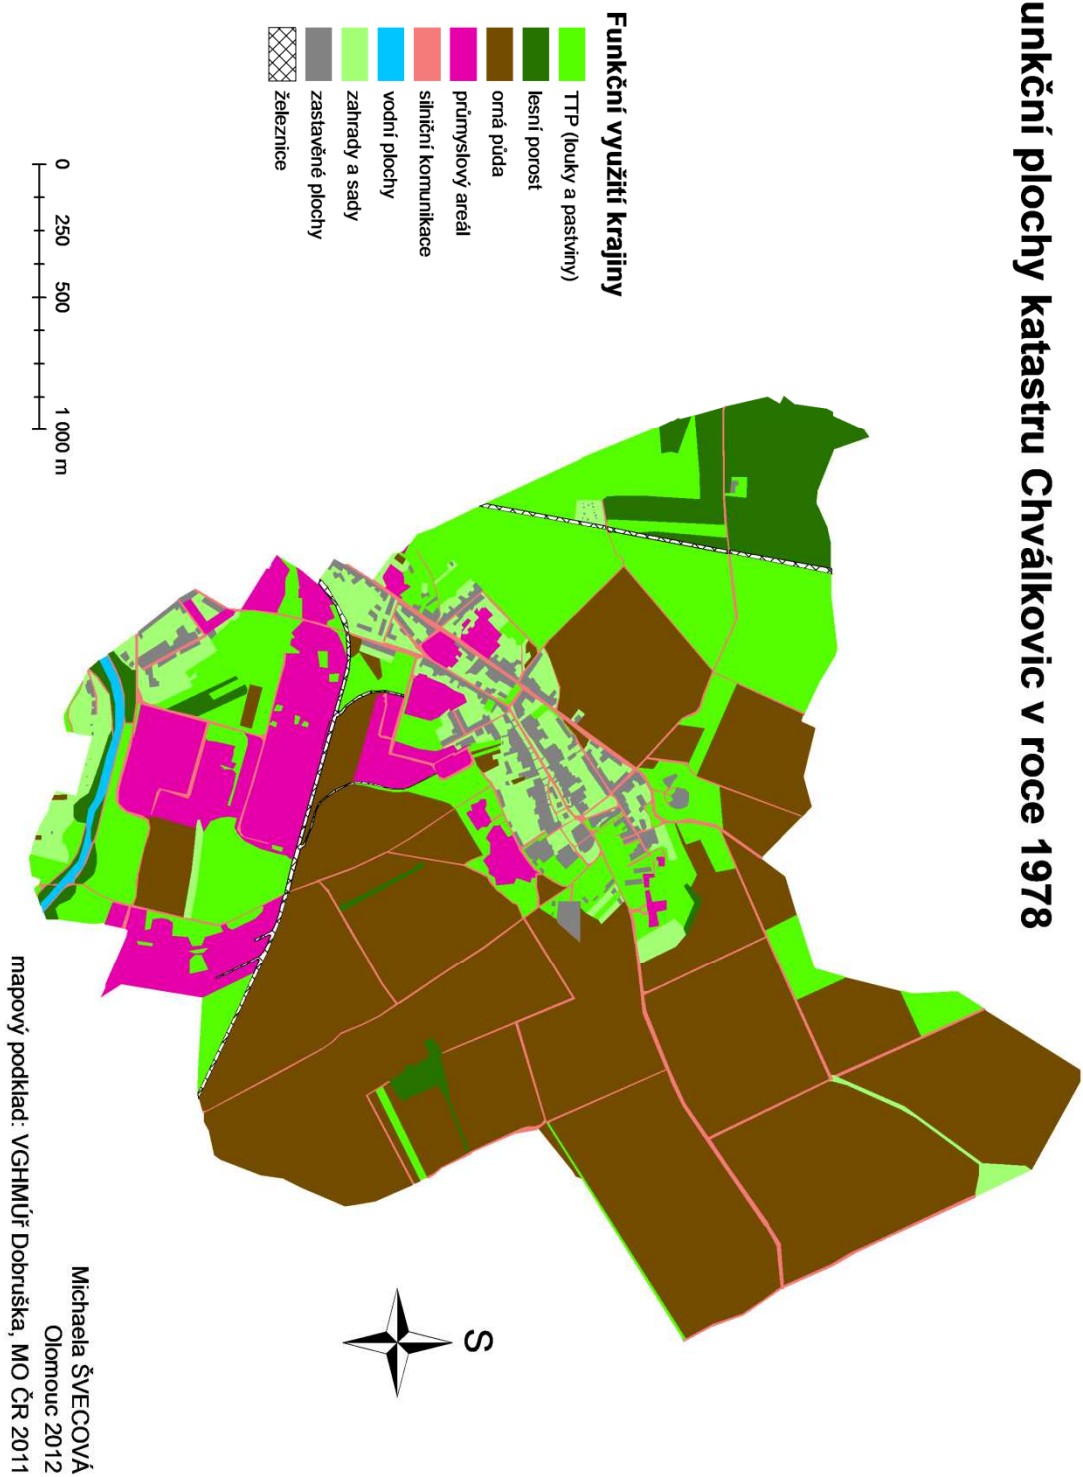 unkční plochy katastru Chválkovic v roce 1978
Funkční využití krajiny
TTP (louky a pastviny)
lesní porost
orná půda
průmyslový areál
silniční komunikace
vodní plochy
zahrady a sady
zastavěné plochy
železnice
0 250 500 1 000 m
S
Michaela ŠVECOVÁ
Olomouc 2012
mapový podklad: VGHMÚř Dobruška, MO ČR 2011